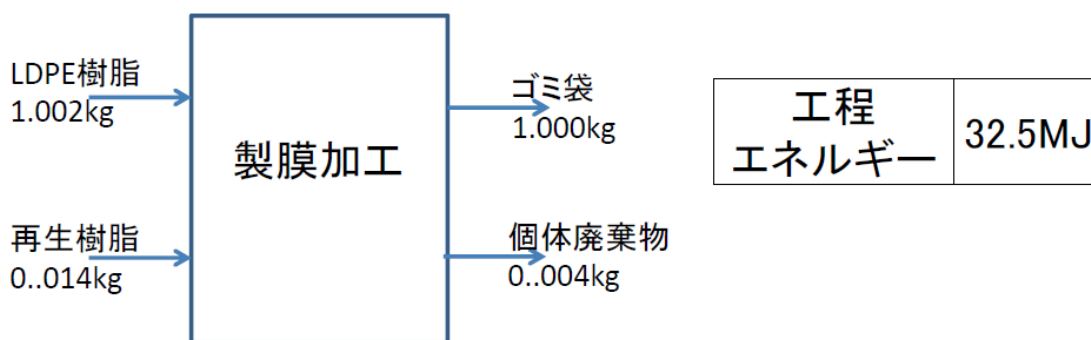 LDPE樹脂
1.002kg
再生樹脂
0..014kg
製膜加工
ゴミ袋
1.000kg
個体廃棄物
0..004kg
工程
エネルギー
32.5MJ